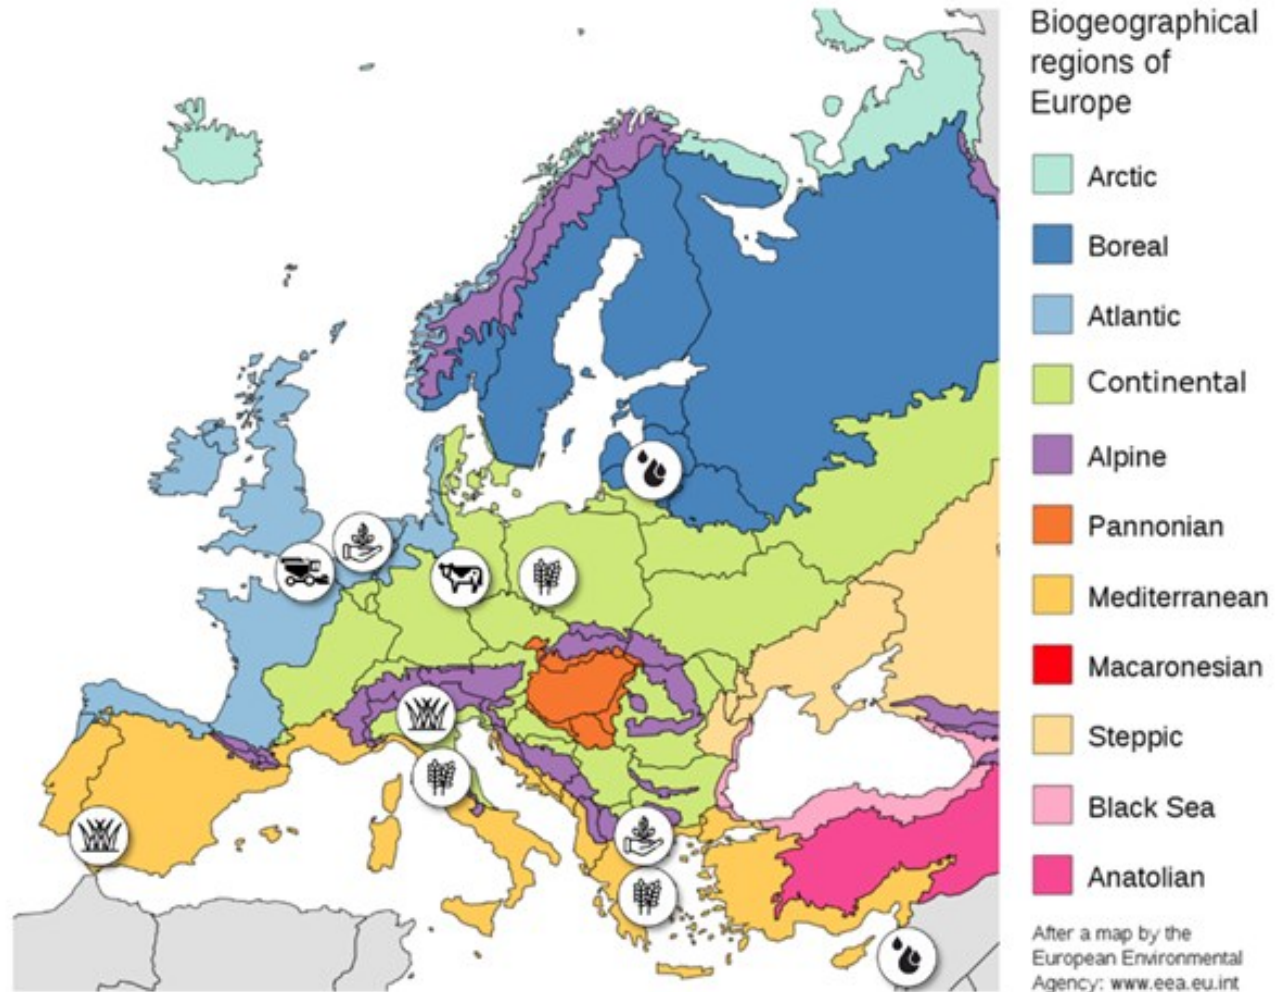 Biogeographical
regions of
Europe
Arctic
Boreal
Atlantic
Continental
Alpine
Pannonian
Mediterranean
Macaronesian
Steppic
Black Sea
Anatolian
After a map by the
European Environmental
Agency: www.eea.eu.int